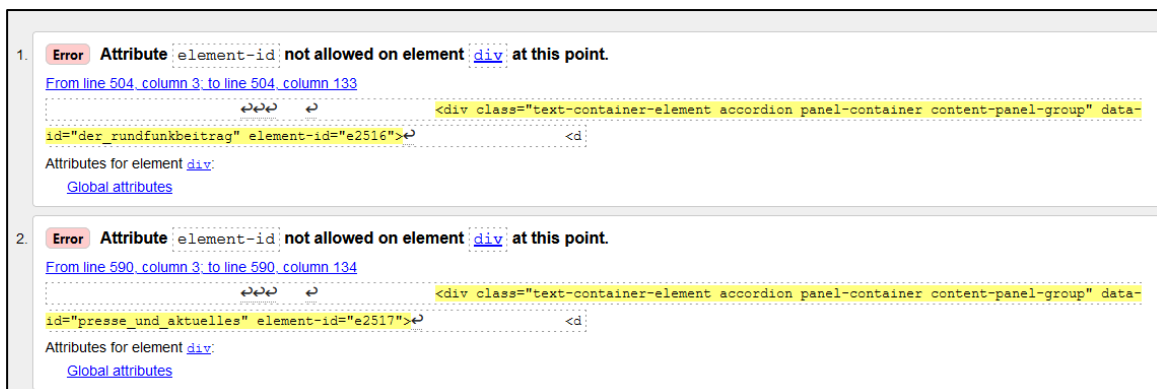 1. Error Attribute element-id not allowed on element div at this point.
From line 504, column 3; to line 504, column 133
↩↩↩ ↩ <div class="text-container-element accordion panel-container content-panel-group" data-
id="der_rundfunkbeitrag" element-id="e2516">↩ <d
Attributes for element div:
Global attributes
2. Error Attribute element-id not allowed on element div at this point.
From line 590, column 3; to line 590, column 134
↩↩↩ ↩ <div class="text-container-element accordion panel-container content-panel-group" data-
id="presse_und_aktuelles" element-id="e2517">↩ <d
Attributes for element div:
Global attributes